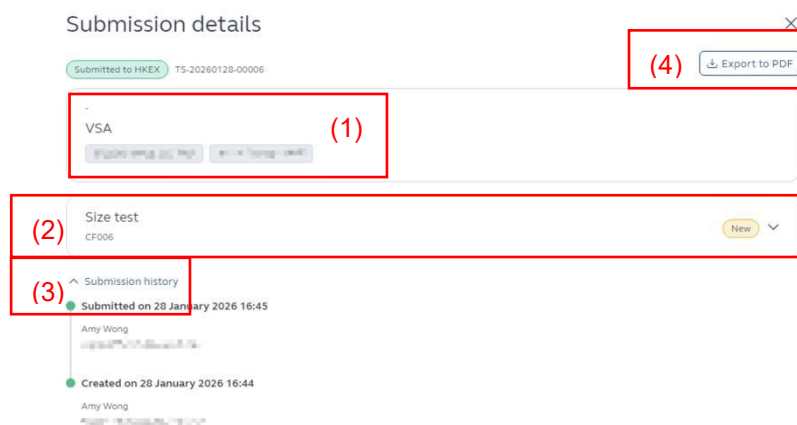 Submission details
Submitted to HKEX TS-20260128-00006
(4) Export to PDF
-
VSA
(1)
(2) Size test
CF006
New
(3) Submission history
Submitted on 28 January 2026 16:45
Amy Wong
Created on 28 January 2026 16:44
Amy Wong